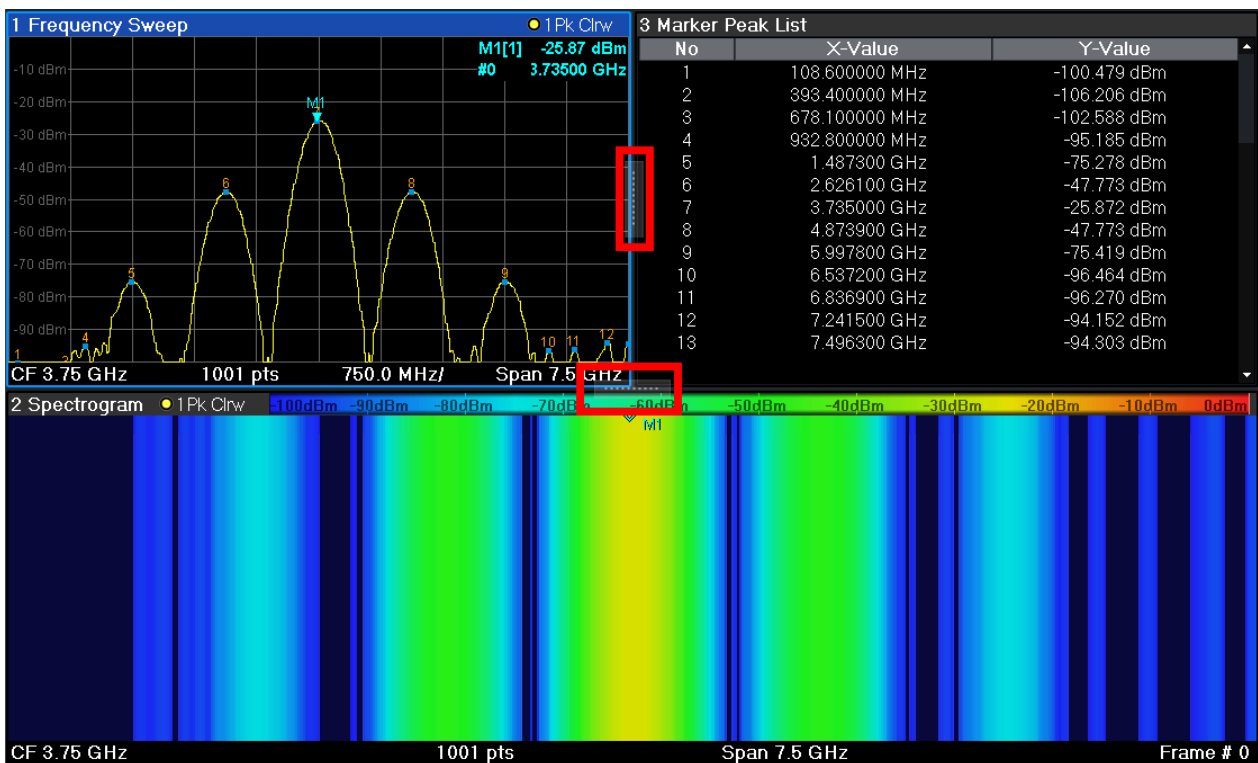 1 Frequency Sweep 1Pk Clrw
M1[1] -25.87 dBm
#0 3.73500 GHz
-10 dBm
-20 dBm
M1
-30 dBm
-40 dBm
6 8
-50 dBm
-60 dBm
-70 dBm
5 9
-80 dBm
-90 dBm
4 10 11 12
1
CF 3.75 GHz 1001 pts 750.0 MHz/ Span 7.5 GHz
3 Marker Peak List
No X-Value Y-Value
1 108.600000 MHz -100.479 dBm
2 393.400000 MHz -106.206 dBm
3 678.100000 MHz -102.588 dBm
4 932.800000 MHz -95.185 dBm
5 1.487300 GHz -75.278 dBm
6 2.626100 GHz -47.773 dBm
7 3.735000 GHz -25.872 dBm
8 4.873900 GHz -47.773 dBm
9 5.997800 GHz -75.419 dBm
10 6.537200 GHz -96.464 dBm
11 6.836900 GHz -96.270 dBm
12 7.241500 GHz -94.152 dBm
13 7.496300 GHz -94.303 dBm
2 Spectrogram 1Pk Clrw -100dBm -90dBm -80dBm -70dBm -60dBm -50dBm -40dBm -30dBm -20dBm -10dBm 0dBm
M1
CF 3.75 GHz 1001 pts Span 7.5 GHz Frame # 0